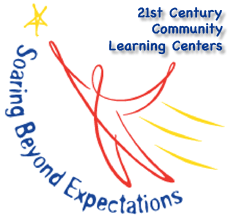 21st Century
Community
Learning Centers
Soaring Beyond Expectations